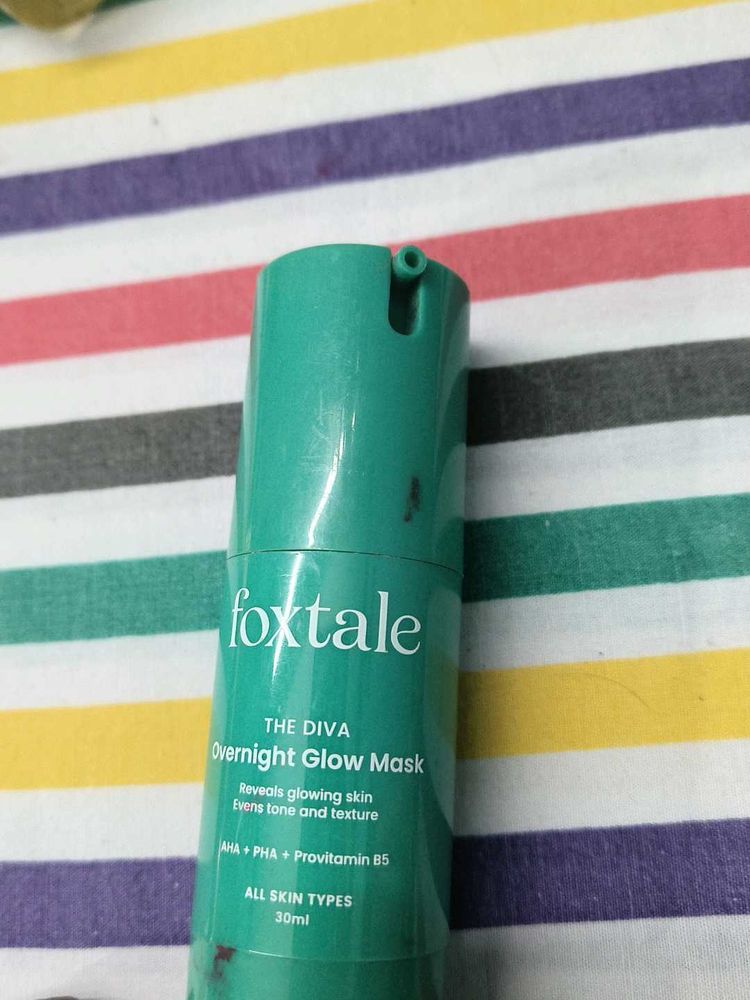 foxtale
THE DIVA
Overnight Glow Mask
Reveals glowing skin
Evens tone and texture
AHA + PHA + Provitamin B5
ALL SKIN TYPES
30ml